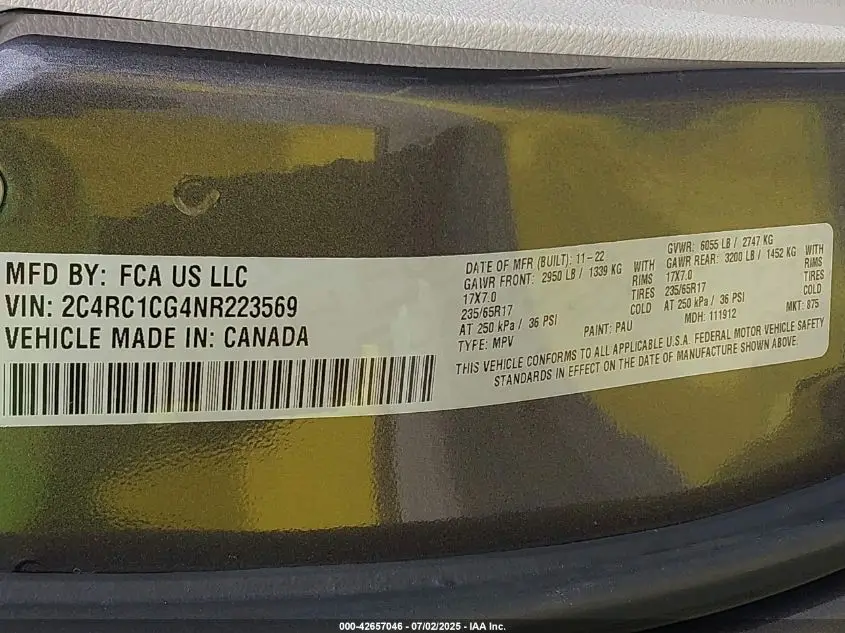 MFD BY: FCA US LLC
VIN: 2C4RC1CG4NR223569
VEHICLE MADE IN: CANADA
DATE OF MFR (BUILT): 11-22 GVWR: 6055 LB / 2747 KG
GAWR FRONT: 2950 LB / 1339 KG WITH GAWR REAR: 3200 LB / 1452 KG WITH
17X7.0 RIMS 17X7.0 RIMS
235/65R17 TIRES 235/65R17 TIRES
AT 250 kPa / 36 PSI COLD AT 250 kPa / 36 PSI COLD
TYPE: MPV PAINT: PAU MDH: 111912 MKT: 875
THIS VEHICLE CONFORMS TO ALL APPLICABLE U.S.A. FEDERAL MOTOR VEHICLE SAFETY
STANDARDS IN EFFECT ON THE DATE OF MANUFACTURE SHOWN ABOVE.
000-42657046 - 07/02/2025 - IAA Inc.